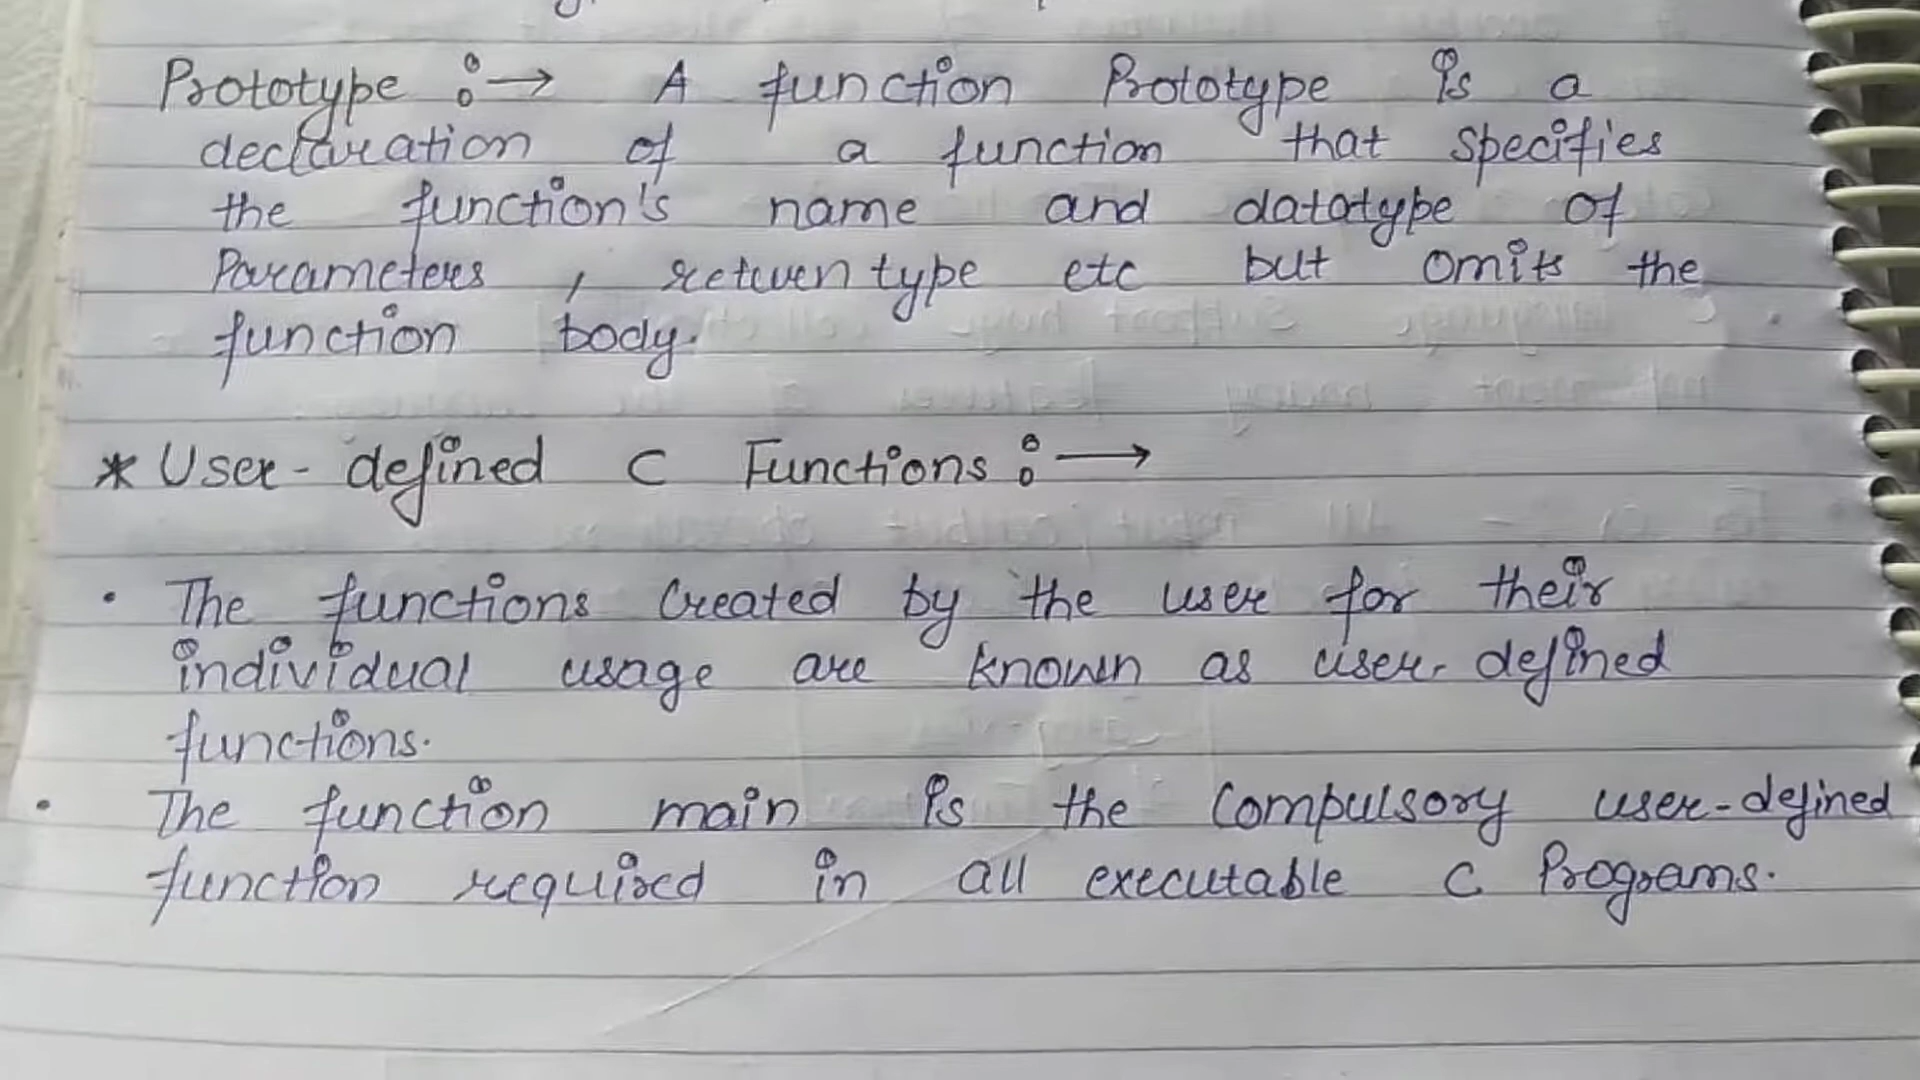 Prototype :→ A function Prototype is a
declaration of a function that specifies
the function's name and datatype of
Parameters , return type etc but omits the
function body.
* User-defined C Functions :→
• The functions Created by the user for their
individual usage are known as user-defined
functions.
• The function main is the Compulsory user-defined
function required in all executable C Programs.